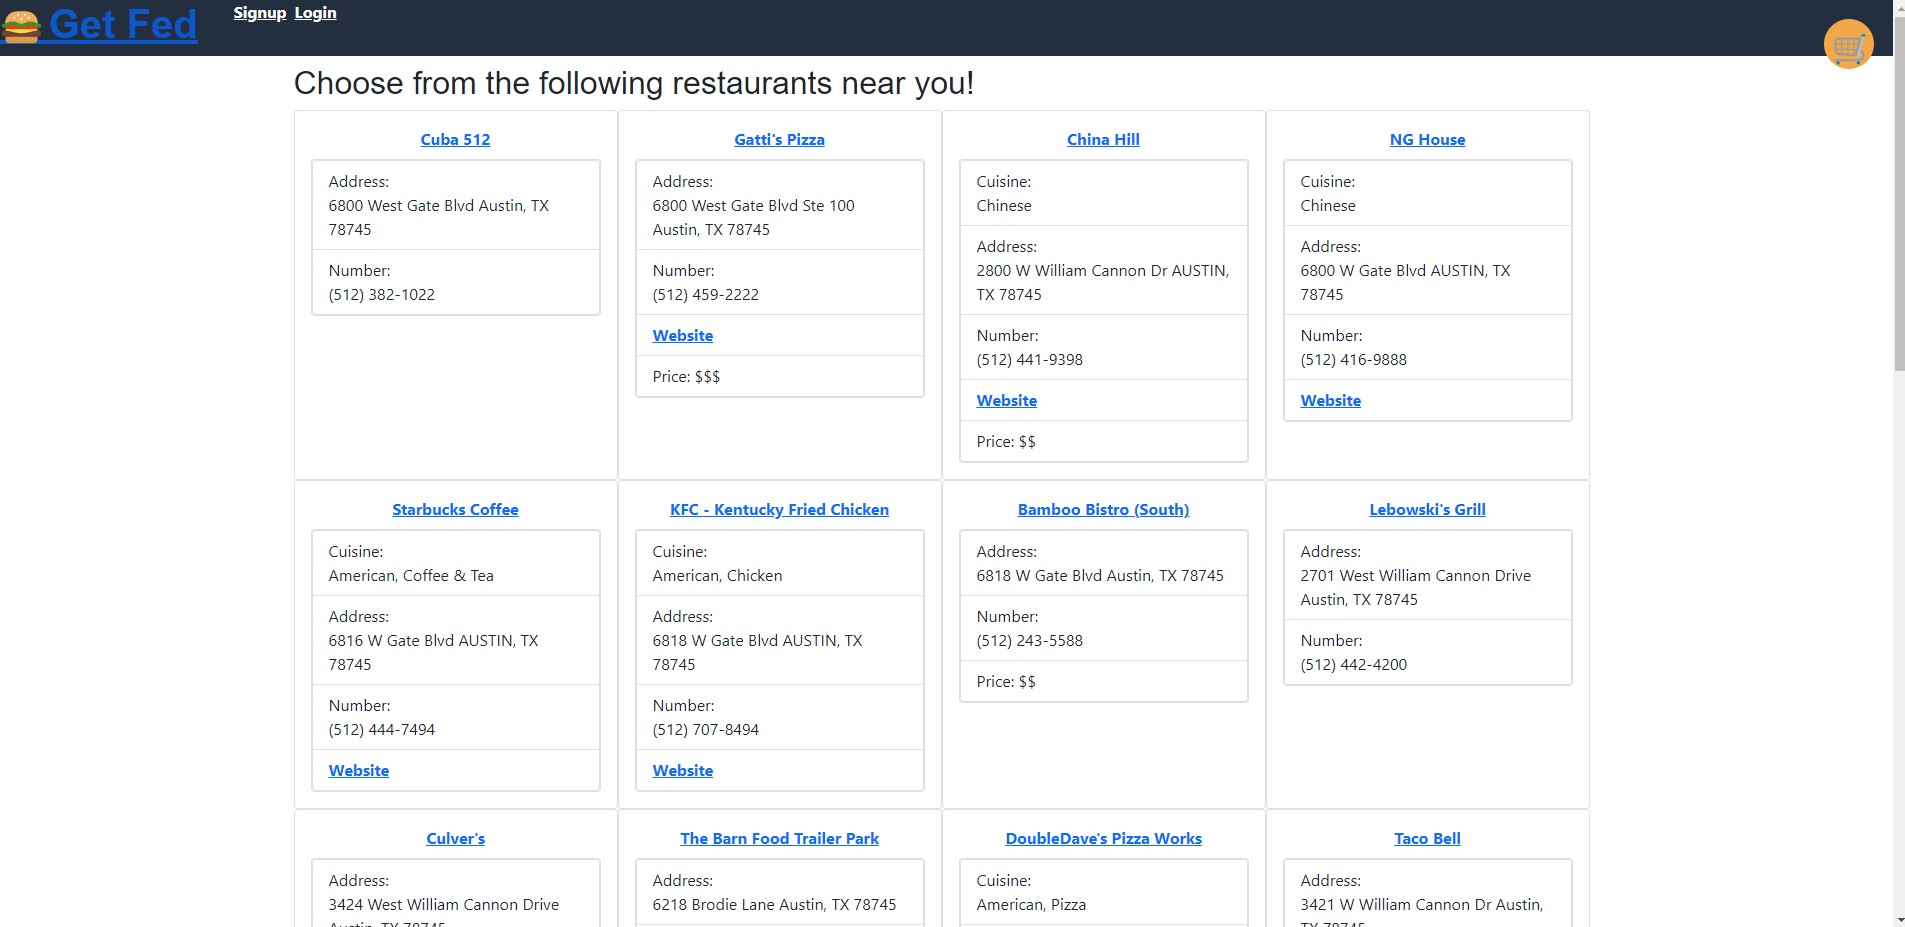 Get Fed
Signup Login
Choose from the following restaurants near you!
Cuba 512
Address:
6800 West Gate Blvd Austin, TX
78745
Number:
(512) 382-1022
Gatti's Pizza
Address:
6800 West Gate Blvd Ste 100
Austin, TX 78745
Number:
(512) 459-2222
Website
Price: $$$
China Hill
Cuisine:
Chinese
Address:
2800 W William Cannon Dr AUSTIN,
TX 78745
Number:
(512) 441-9398
Website
Price: $$
NG House
Cuisine:
Chinese
Address:
6800 W Gate Blvd AUSTIN, TX
78745
Number:
(512) 416-9888
Website
Starbucks Coffee
Cuisine:
American, Coffee & Tea
Address:
6816 W Gate Blvd AUSTIN, TX
78745
Number:
(512) 444-7494
Website
KFC - Kentucky Fried Chicken
Cuisine:
American, Chicken
Address:
6818 W Gate Blvd AUSTIN, TX
78745
Number:
(512) 707-8494
Website
Bamboo Bistro (South)
Address:
6818 W Gate Blvd Austin, TX 78745
Number:
(512) 243-5588
Price: $$
Lebowski's Grill
Address:
2701 West William Cannon Drive
Austin, TX 78745
Number:
(512) 442-4200
Culver's
Address:
3424 West William Cannon Drive
Austin, TX 78745
The Barn Food Trailer Park
Address:
6218 Brodie Lane Austin, TX 78745
DoubleDave's Pizza Works
Cuisine:
American, Pizza
Taco Bell
Address:
3421 W William Cannon Dr Austin,
TX 78745